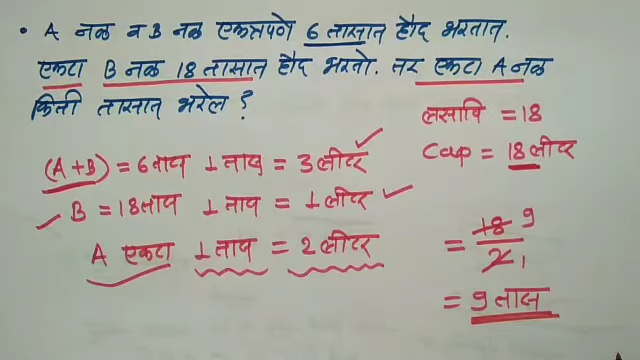 • A नळ व B नळ एकत्रपणे 6 तासात हौद भरतात.
एकटा B नळ 18 तासात हौद भरतो. तर एकटा A नळ
किती तासात भरेल ?
लसावि = 18
Cap = 18 लीटर
(A+B) = 6 तास 1 तास = 3 लीटर
B = 18 तास 1 तास = 1 लीटर
A एकटा 1 तास = 2 लीटर
= 18 9
2 1
= 9 तास